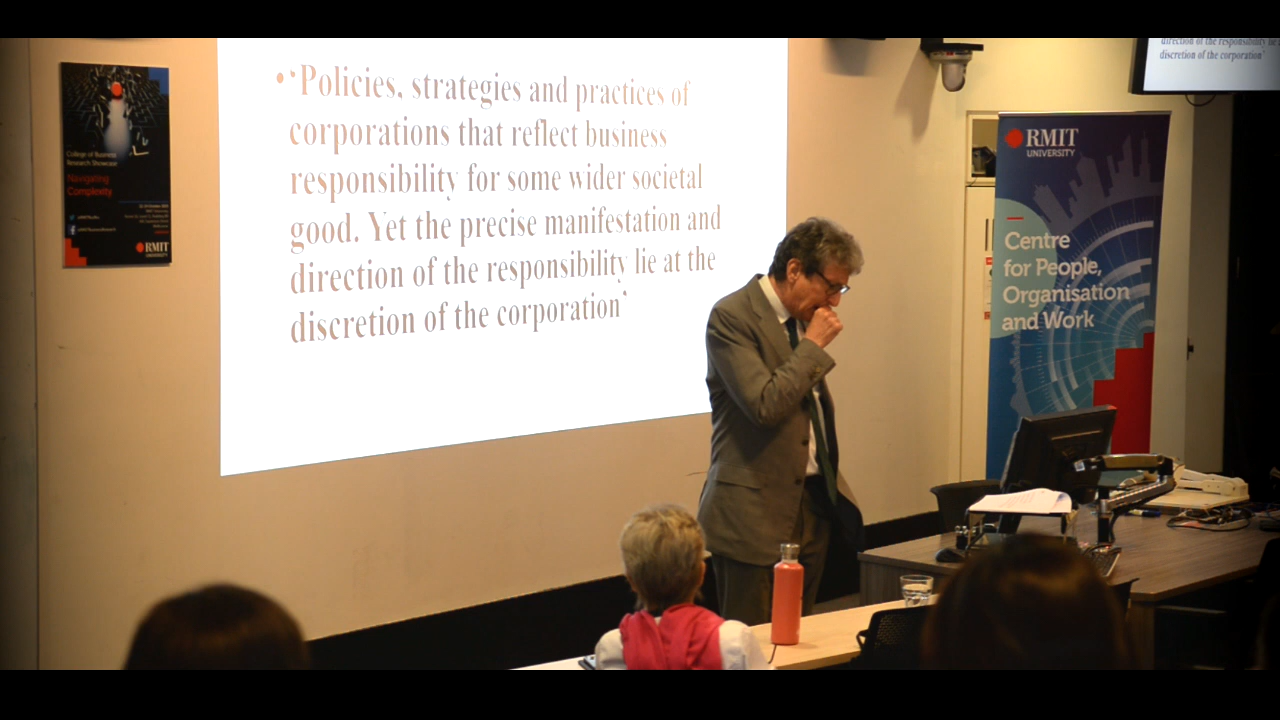 • 'Policies, strategies and practices of
corporations that reflect business
responsibility for some wider societal
good. Yet the precise manifestation and
direction of the responsibility lie at the
discretion of the corporation'
direction of the responsibility lie
discretion of the corporation'
College of Business
Research Showcase
Navigating
Complexity
RMIT
UNIVERSITY
RMIT
UNIVERSITY
Centre
for People,
Organisation
and Work